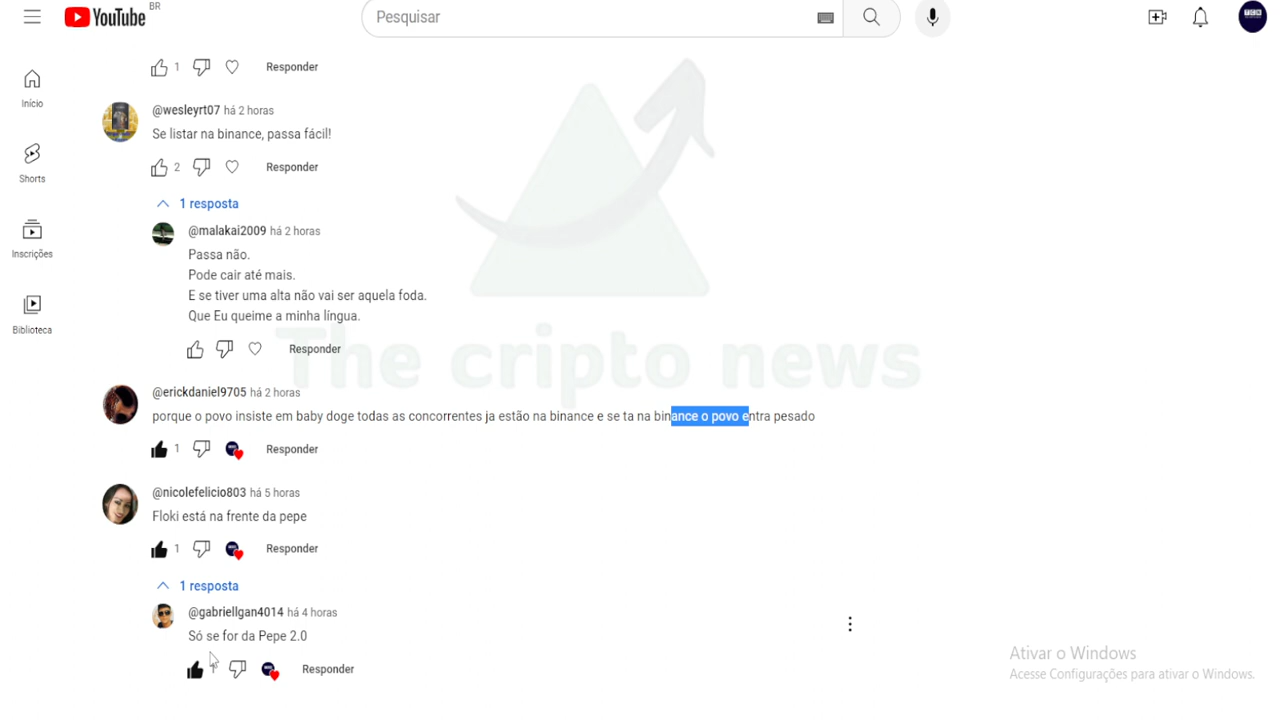 YouTube BR
Pesquisar
Início
Shorts
Inscrições
Biblioteca
1
Responder
@wesleyrt07 há 2 horas
Se listar na binance, passa fácil!
2
Responder
1 resposta
@malakai2009 há 2 horas
Passa não.
Pode cair até mais.
E se tiver uma alta não vai ser aquela foda.
Que Eu queime a minha língua.
Responder
The cripto news
@erickdaniel9705 há 2 horas
porque o povo insiste em baby doge todas as concorrentes ja estão na binance e se ta na binance o povo entra pesado
1
Responder
@nicolefelicio803 há 5 horas
Floki está na frente da pepe
1
Responder
1 resposta
@gabriellgan4014 há 4 horas
Só se for da Pepe 2.0
1
Responder
Ativar o Windows
Acesse Configurações para ativar o Windows.